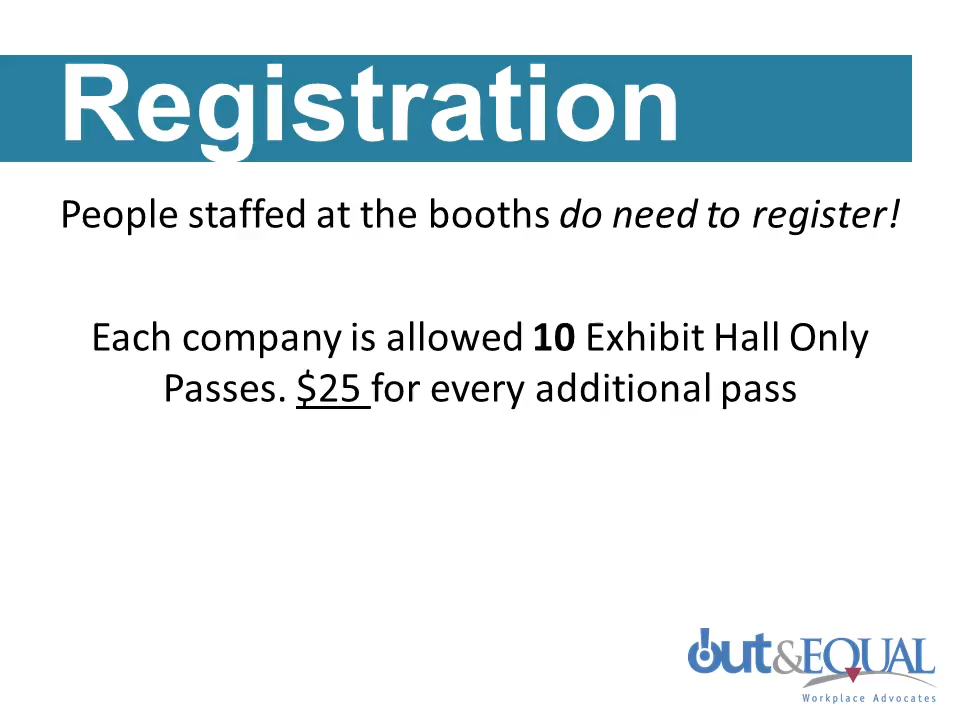 Registration
People staffed at the booths do need to register!
Each company is allowed 10 Exhibit Hall Only
Passes. $25 for every additional pass
Out&EQUAL
Workplace Advocates